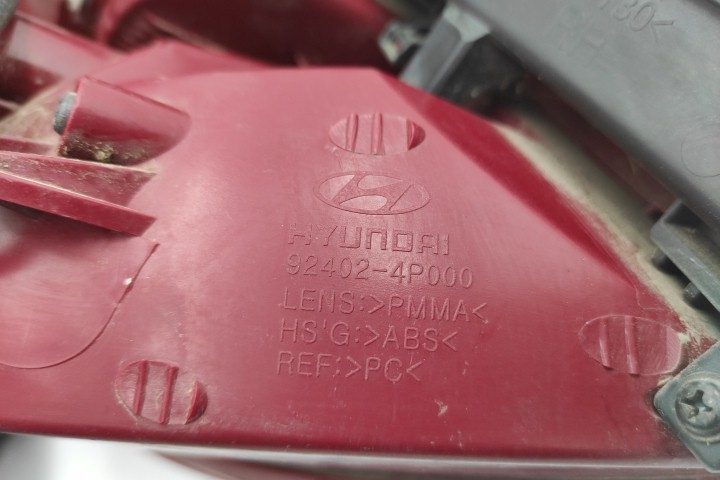 HYUNDAI
92402-4P000
LENS:>PMMA<
HS'G:>ABS<
REF:>PC<